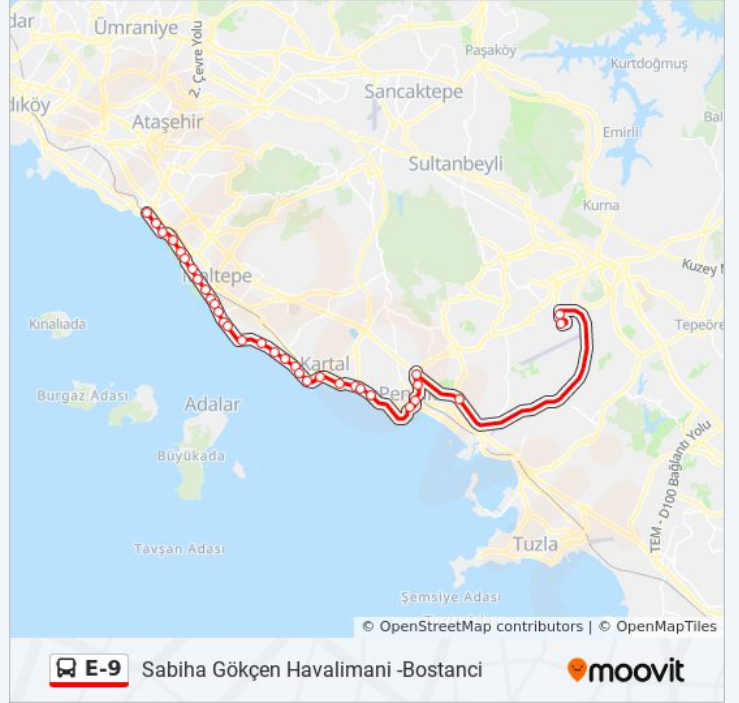 dar
Ümraniye
2. Çevre Yolu
Paşaköy
Kurtdoğmuş
Sancaktepe
dıköy
Ataşehir
Bal
Emirli
Sultanbeyli
Kurna
Maltepe
Kuzey M
Kınalıada
Tepeöre
Kartal
Burgaz Adası
Adalar
Pendik
Büyükada
TEM - D100 Bağlantı Yolu
Tavşan Adası
Tuzla
Şemsiye Adası
© OpenStreetMap contributors | © OpenMapTiles
E-9 Sabiha Gökçen Havalimani -Bostanci
moovit